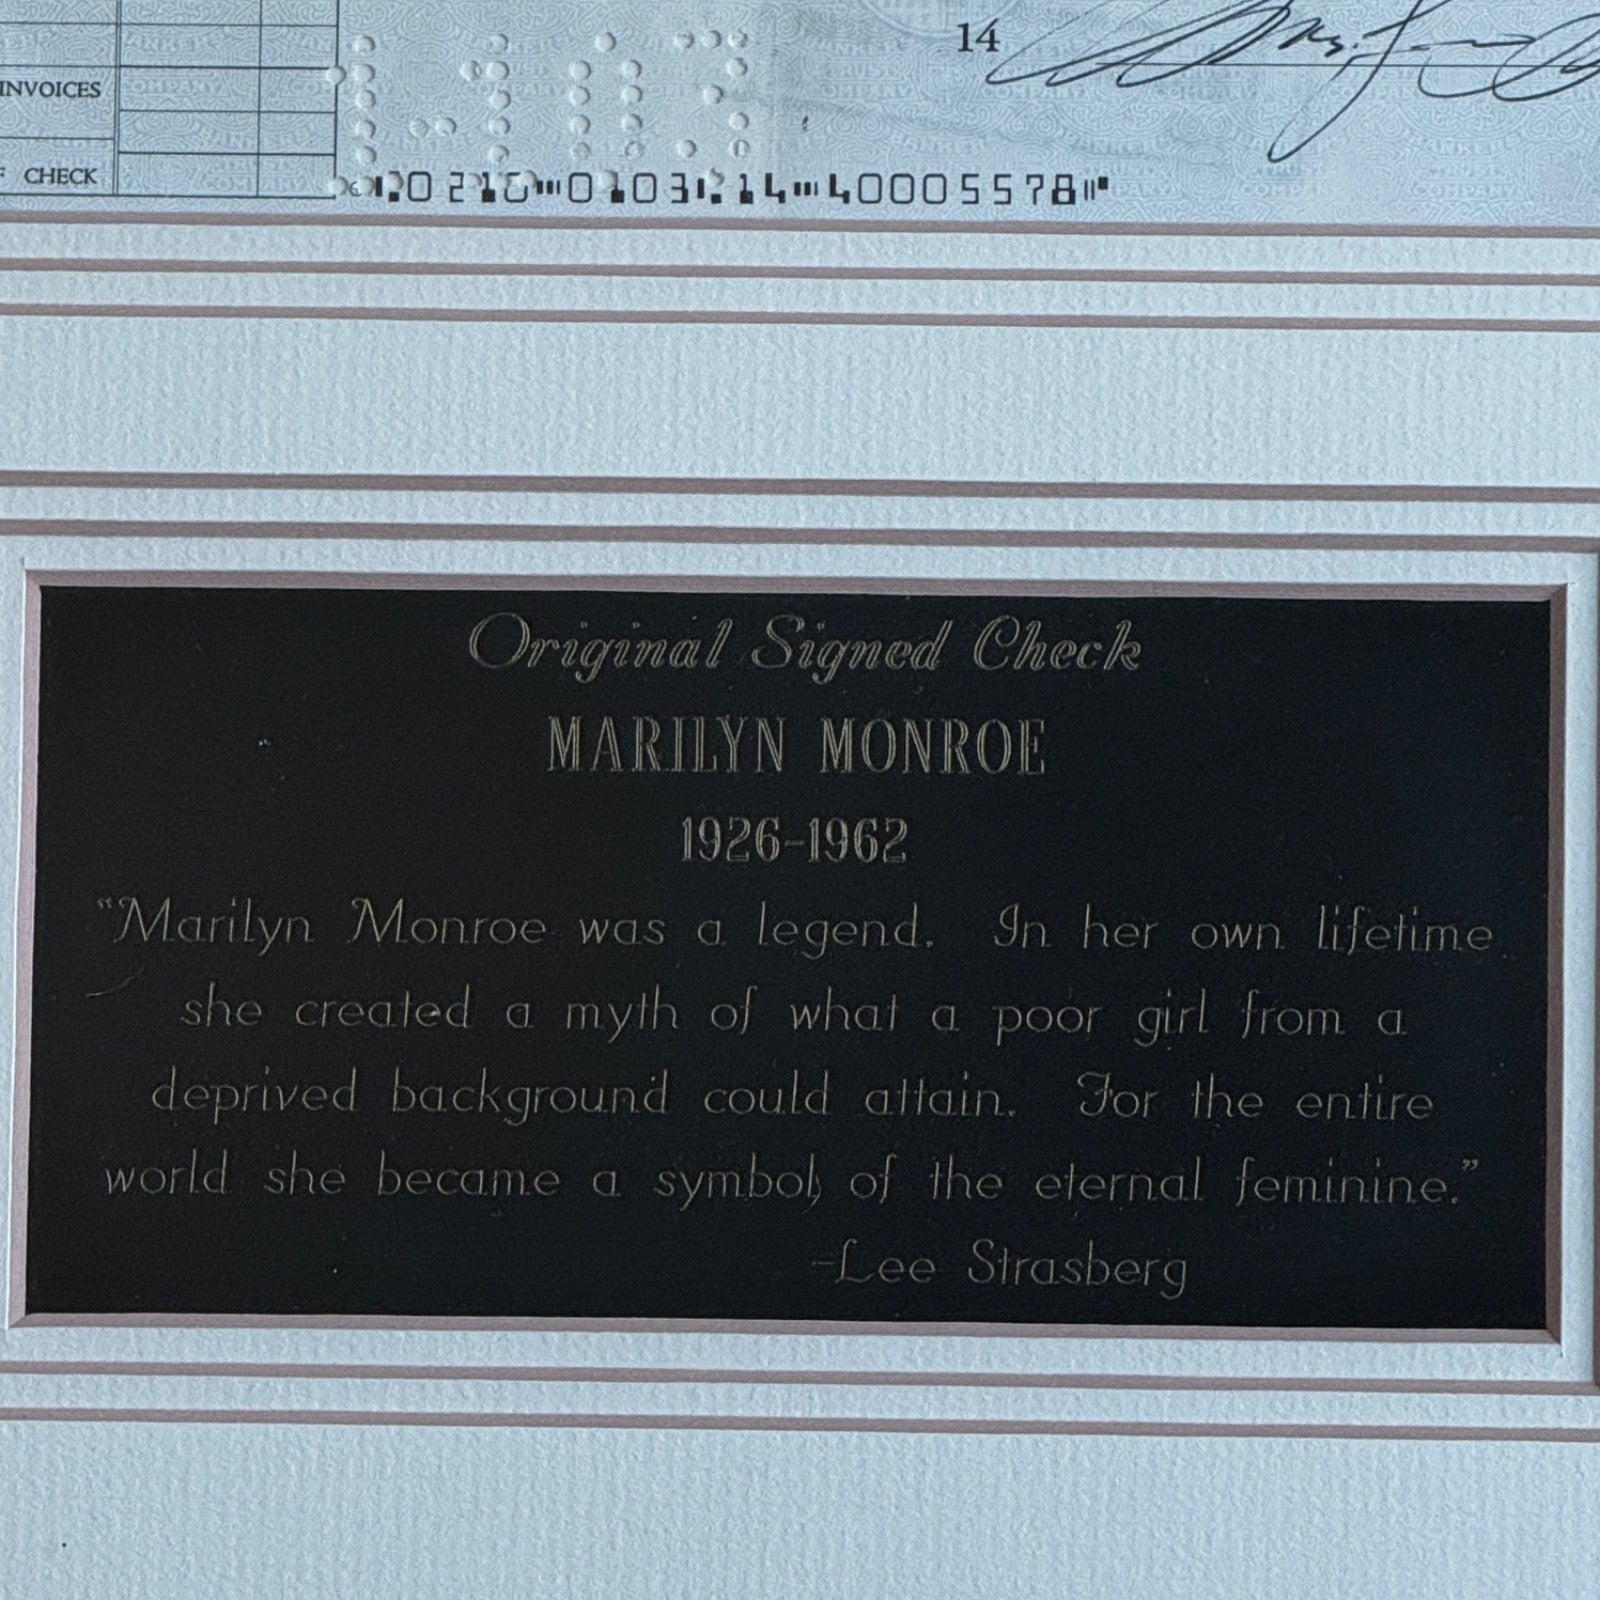 14
INVOICES
CHECK
0210 0103 14 40005578
Original Signed Check
MARILYN MONROE
1926-1962
“Marilyn Monroe was a legend. In her own lifetime
she created a myth of what a poor girl from a
deprived background could attain. For the entire
world she became a symbol, of the eternal feminine.”
-Lee Strasberg